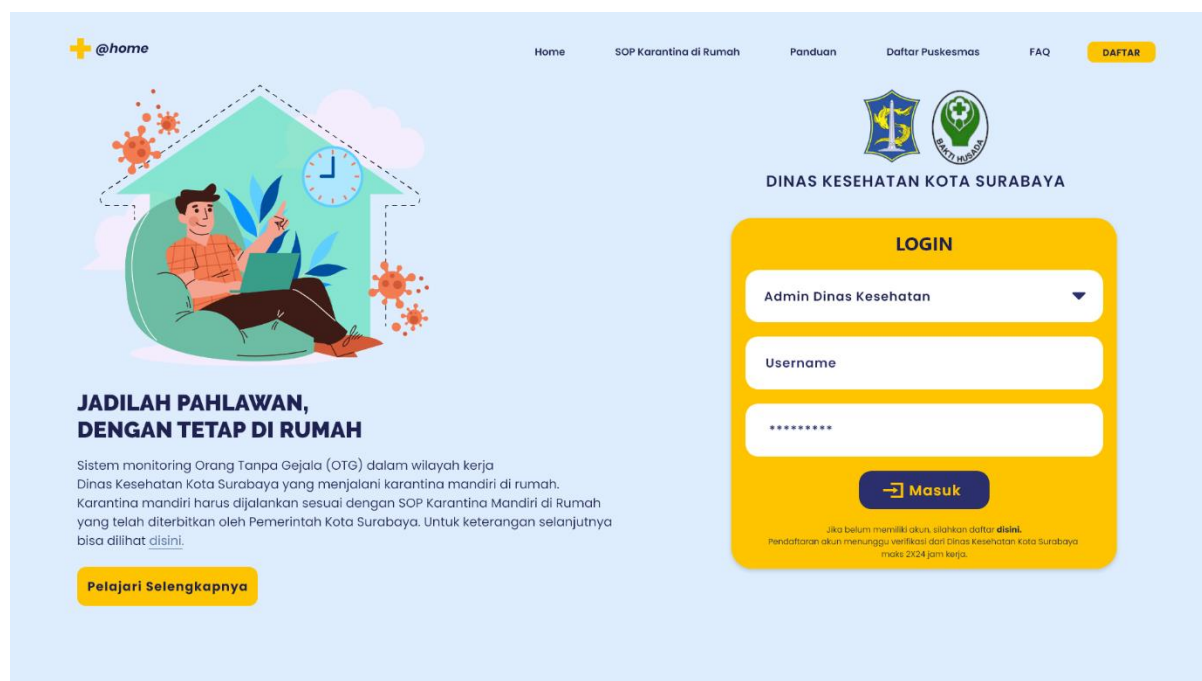 @home
Home
SOP Karantina di Rumah
Panduan
Daftar Puskesmas
FAQ
DAFTAR
BAKTI HUSADA
DINAS KESEHATAN KOTA SURABAYA
JADILAH PAHLAWAN,
DENGAN TETAP DI RUMAH
Sistem monitoring Orang Tanpa Gejala (OTG) dalam wilayah kerja
Dinas Kesehatan Kota Surabaya yang menjalani karantina mandiri di rumah.
Karantina mandiri harus dijalankan sesuai dengan SOP Karantina Mandiri di Rumah
yang telah diterbitkan oleh Pemerintah Kota Surabaya. Untuk keterangan selanjutnya
bisa dilihat disini.
Pelajari Selengkapnya
LOGIN
Admin Dinas Kesehatan
Username
*********
Masuk
Jika belum memiliki akun, silahkan daftar disini.
Pendaftaran akun menunggu verifikasi dari Dinas Kesehatan Kota Surabaya
maks 2X24 jam kerja.